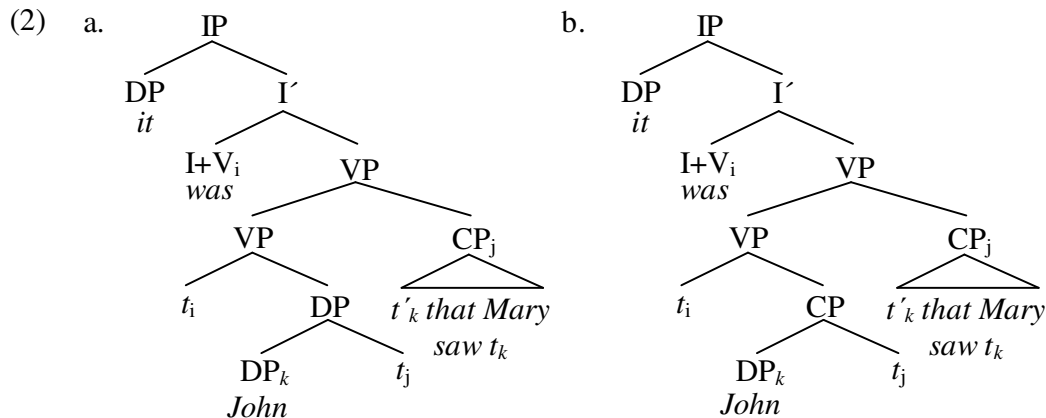 (2) a. IP b. IP
DP I´ DP I´
it it
I+Vi VP I+Vi VP
was was
VP CPj VP CPj
ti DP t´k that Mary ti CP t´k that Mary
saw tk saw tk
DPk tj DPk tj
John John